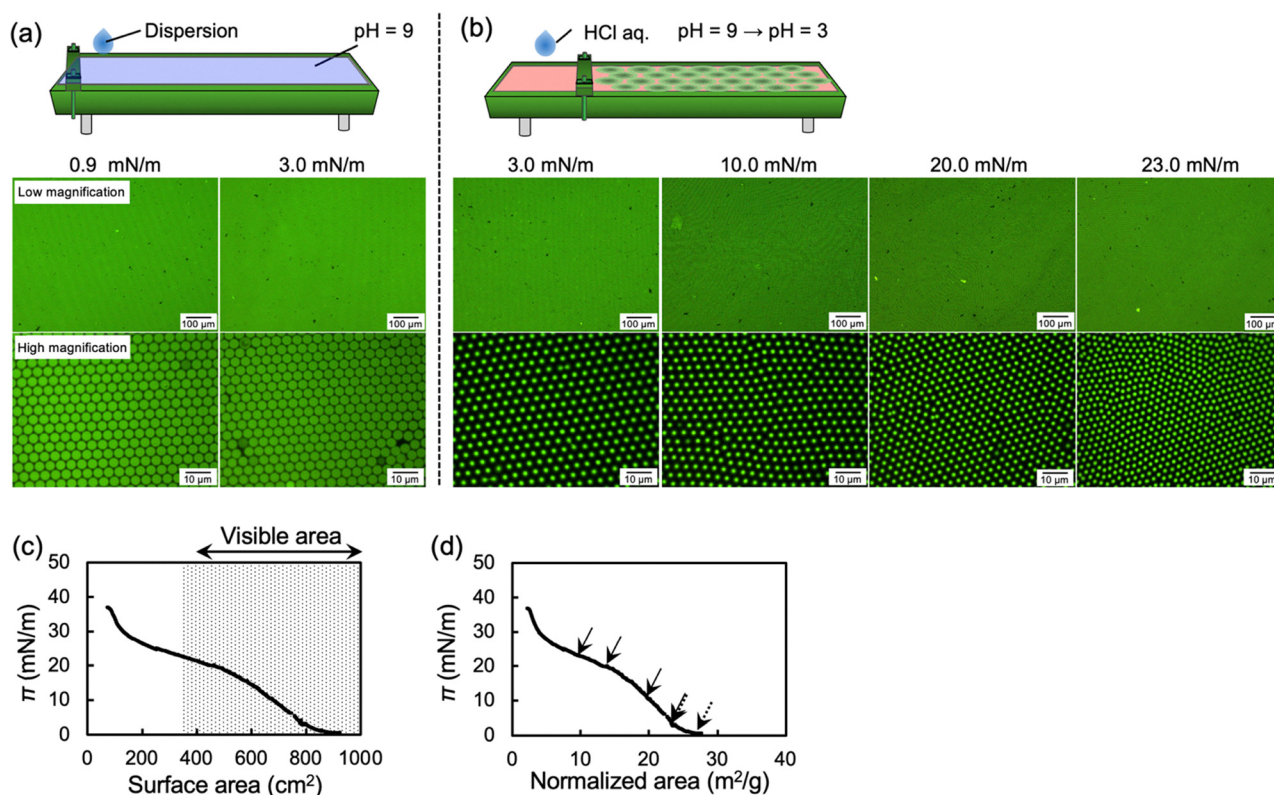 (a)
Dispersion
pH = 9
(b)
HCl aq.
pH = 9 → pH = 3
0.9 mN/m
3.0 mN/m
3.0 mN/m
10.0 mN/m
20.0 mN/m
23.0 mN/m
Low magnification
100 μm
100 μm
100 μm
100 μm
100 μm
100 μm
High magnification
10 μm
10 μm
10 μm
10 μm
10 μm
10 μm
(c)
Visible area
50
40
30
20
10
0
π (mN/m)
0 200 400 600 800 1000
Surface area (cm²)
(d)
50
40
30
20
10
0
π (mN/m)
0 10 20 30 40
Normalized area (m²/g)